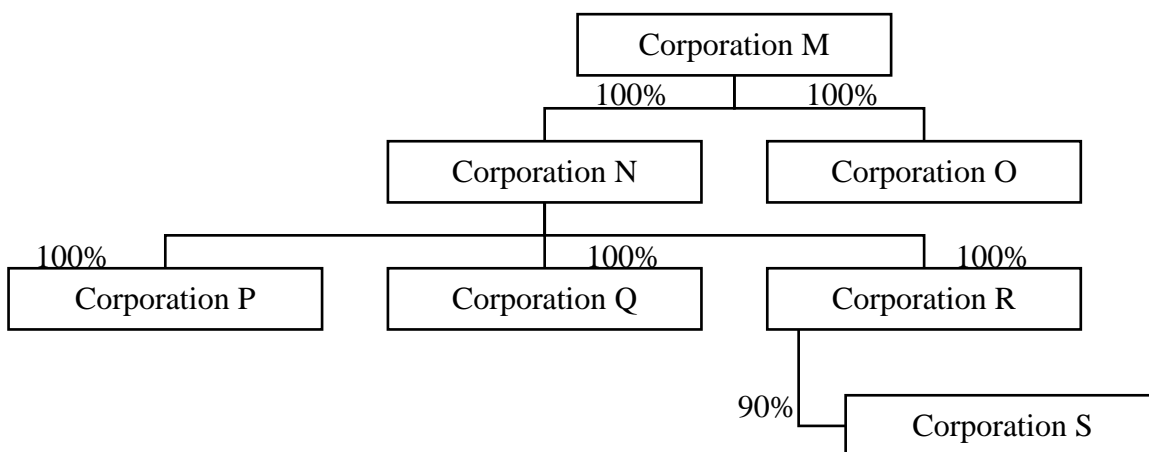 Corporation M
100% 100%
Corporation N Corporation O
100% 100% 100%
Corporation P Corporation Q Corporation R
90%
Corporation S